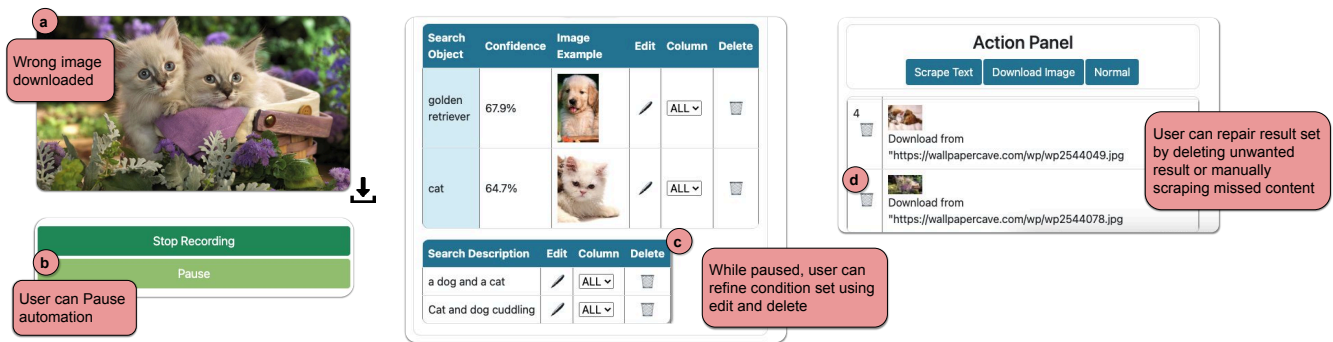 a
Wrong image
downloaded
Stop Recording
b
Pause
User can Pause
automation
Search Object Confidence Image Example Edit Column Delete
golden retriever 67.9% ALL
cat 64.7% ALL
c
Search Description Edit Column Delete
a dog and a cat ALL
Cat and dog cuddling ALL
While paused, user can
refine condition set using
edit and delete
Action Panel
Scrape Text Download Image Normal
4
Download from
"https://wallpapercave.com/wp/wp2544049.jpg
d
Download from
"https://wallpapercave.com/wp/wp2544078.jpg
User can repair result set
by deleting unwanted
result or manually
scraping missed content